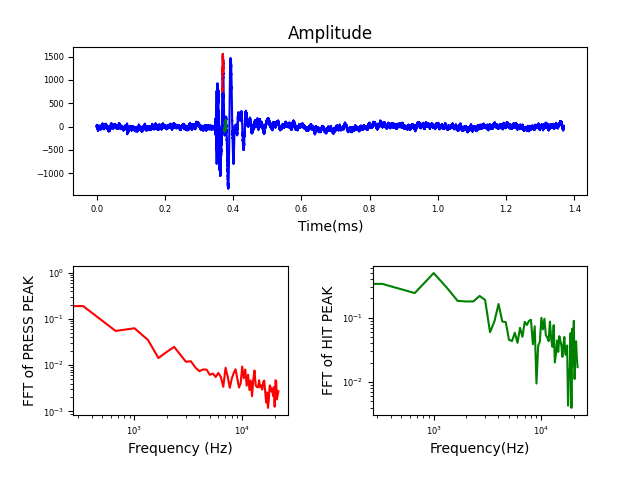 Amplitude
1500
1000
500
0
−500
−1000
0.0 0.2 0.4 0.6 0.8 1.0 1.2 1.4
Time(ms)
FFT of PRESS PEAK
10⁰
10⁻¹
10⁻²
10⁻³
10³ 10⁴
Frequency (Hz)
FFT of HIT PEAK
10⁻¹
10⁻²
10³ 10⁴
Frequency(Hz)